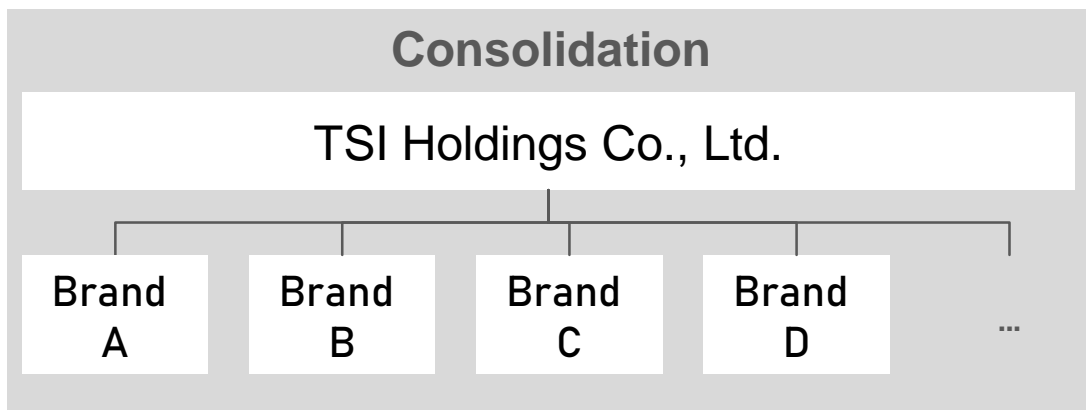 Consolidation
TSI Holdings Co., Ltd.
Brand
A
Brand
B
Brand
C
Brand
D
...